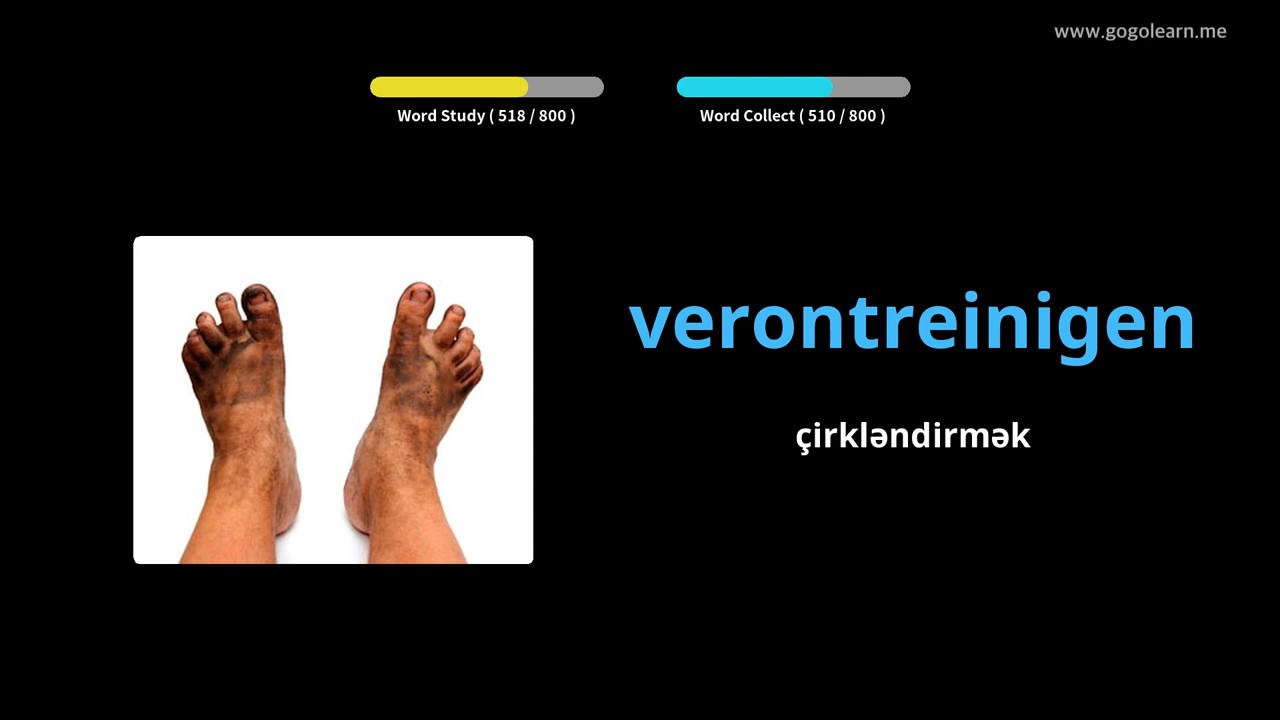 www.gogolearn.me
Word Study ( 518 / 800 )
Word Collect ( 510 / 800 )
verontreinigen
çirkləndirmək